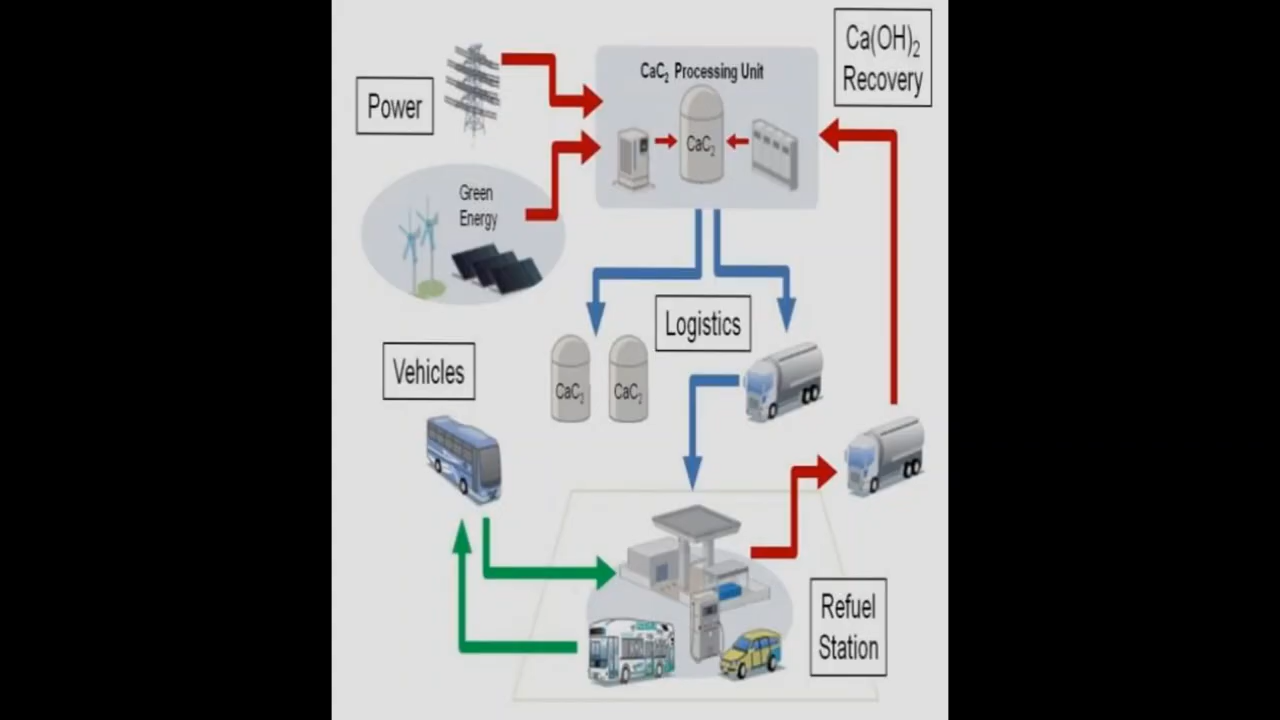 Ca(OH)₂
Recovery
CaC₂ Processing Unit
Power
CaC₂
Green
Energy
Logistics
Vehicles
CaC₂
CaC₂
Refuel
Station